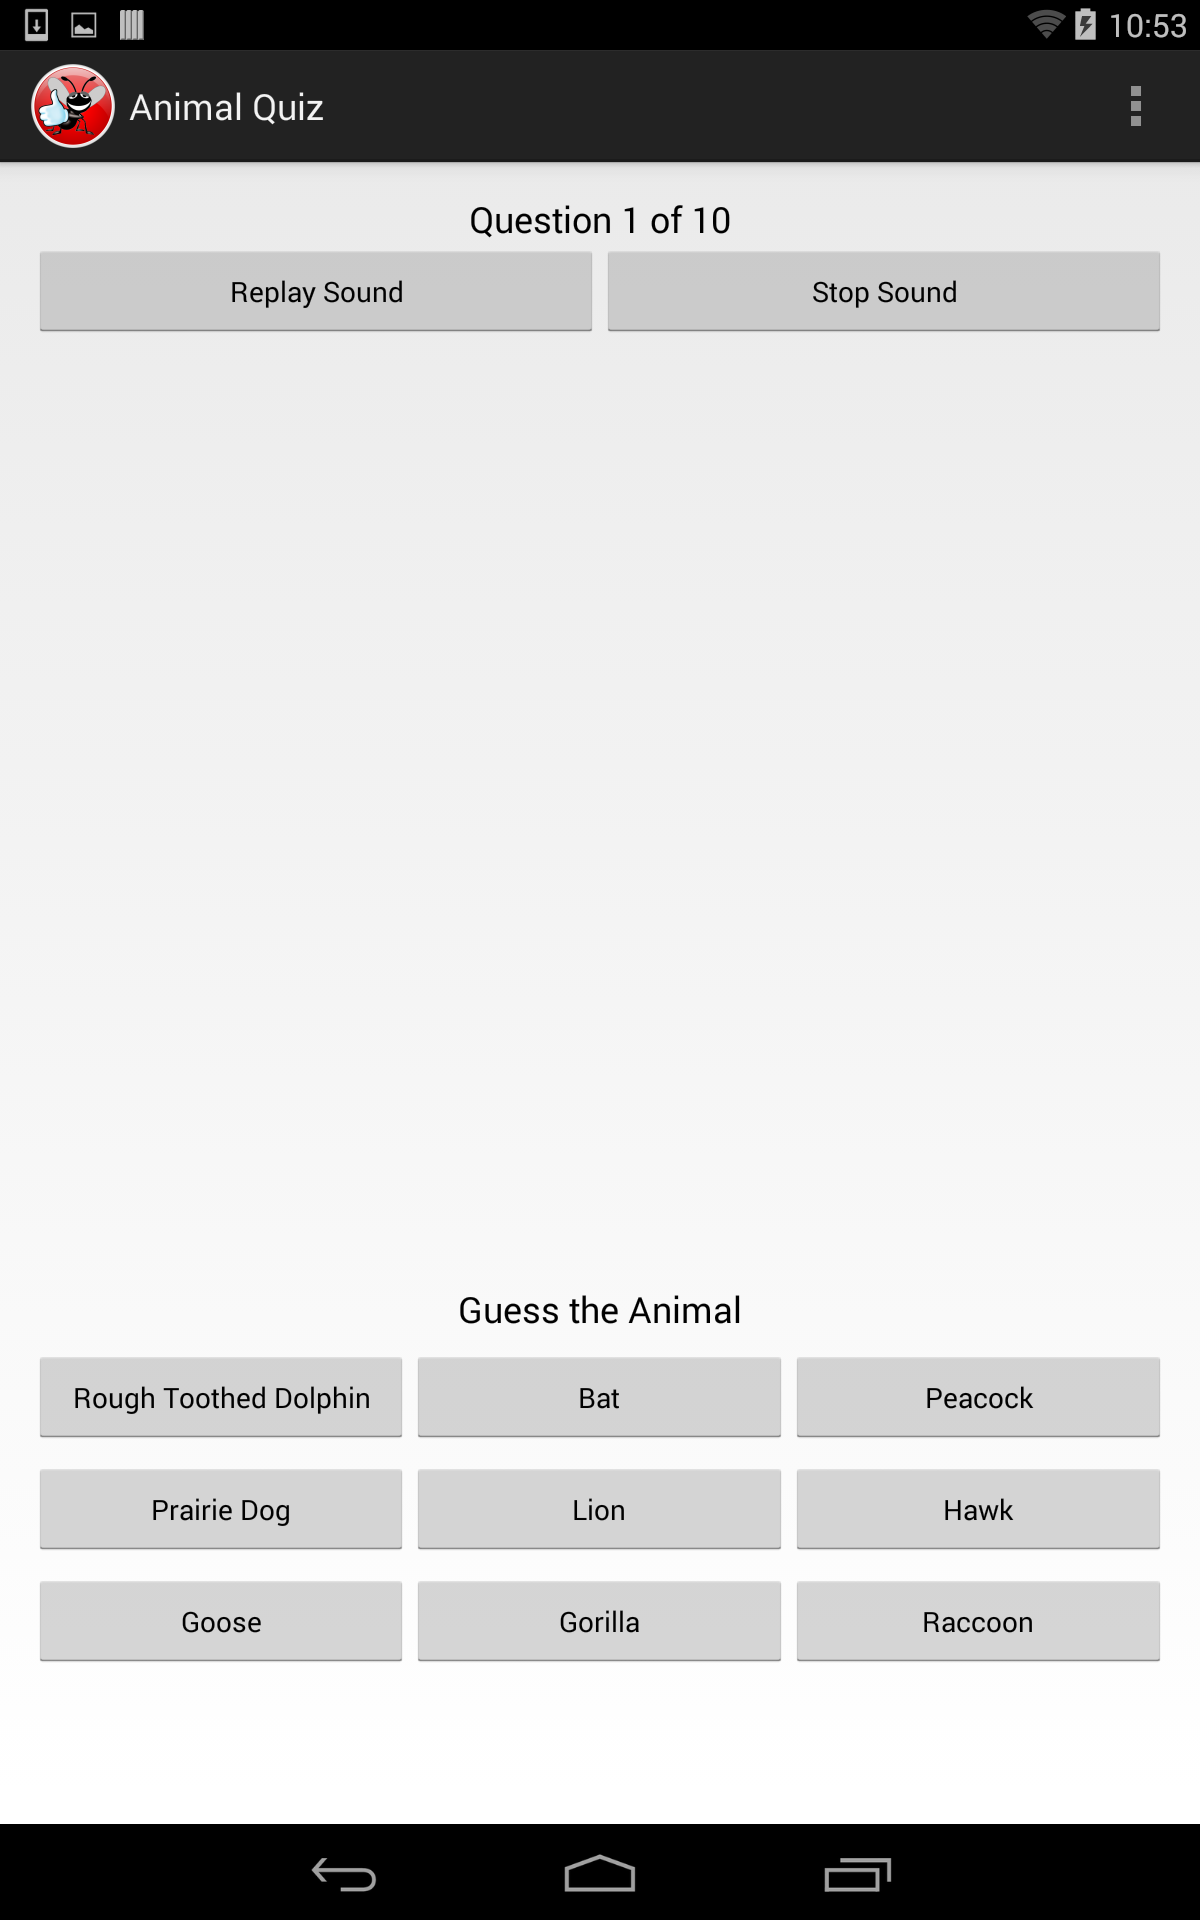 10:53
Animal Quiz
Question 1 of 10
Replay Sound
Stop Sound
Guess the Animal
Rough Toothed Dolphin
Bat
Peacock
Prairie Dog
Lion
Hawk
Goose
Gorilla
Raccoon